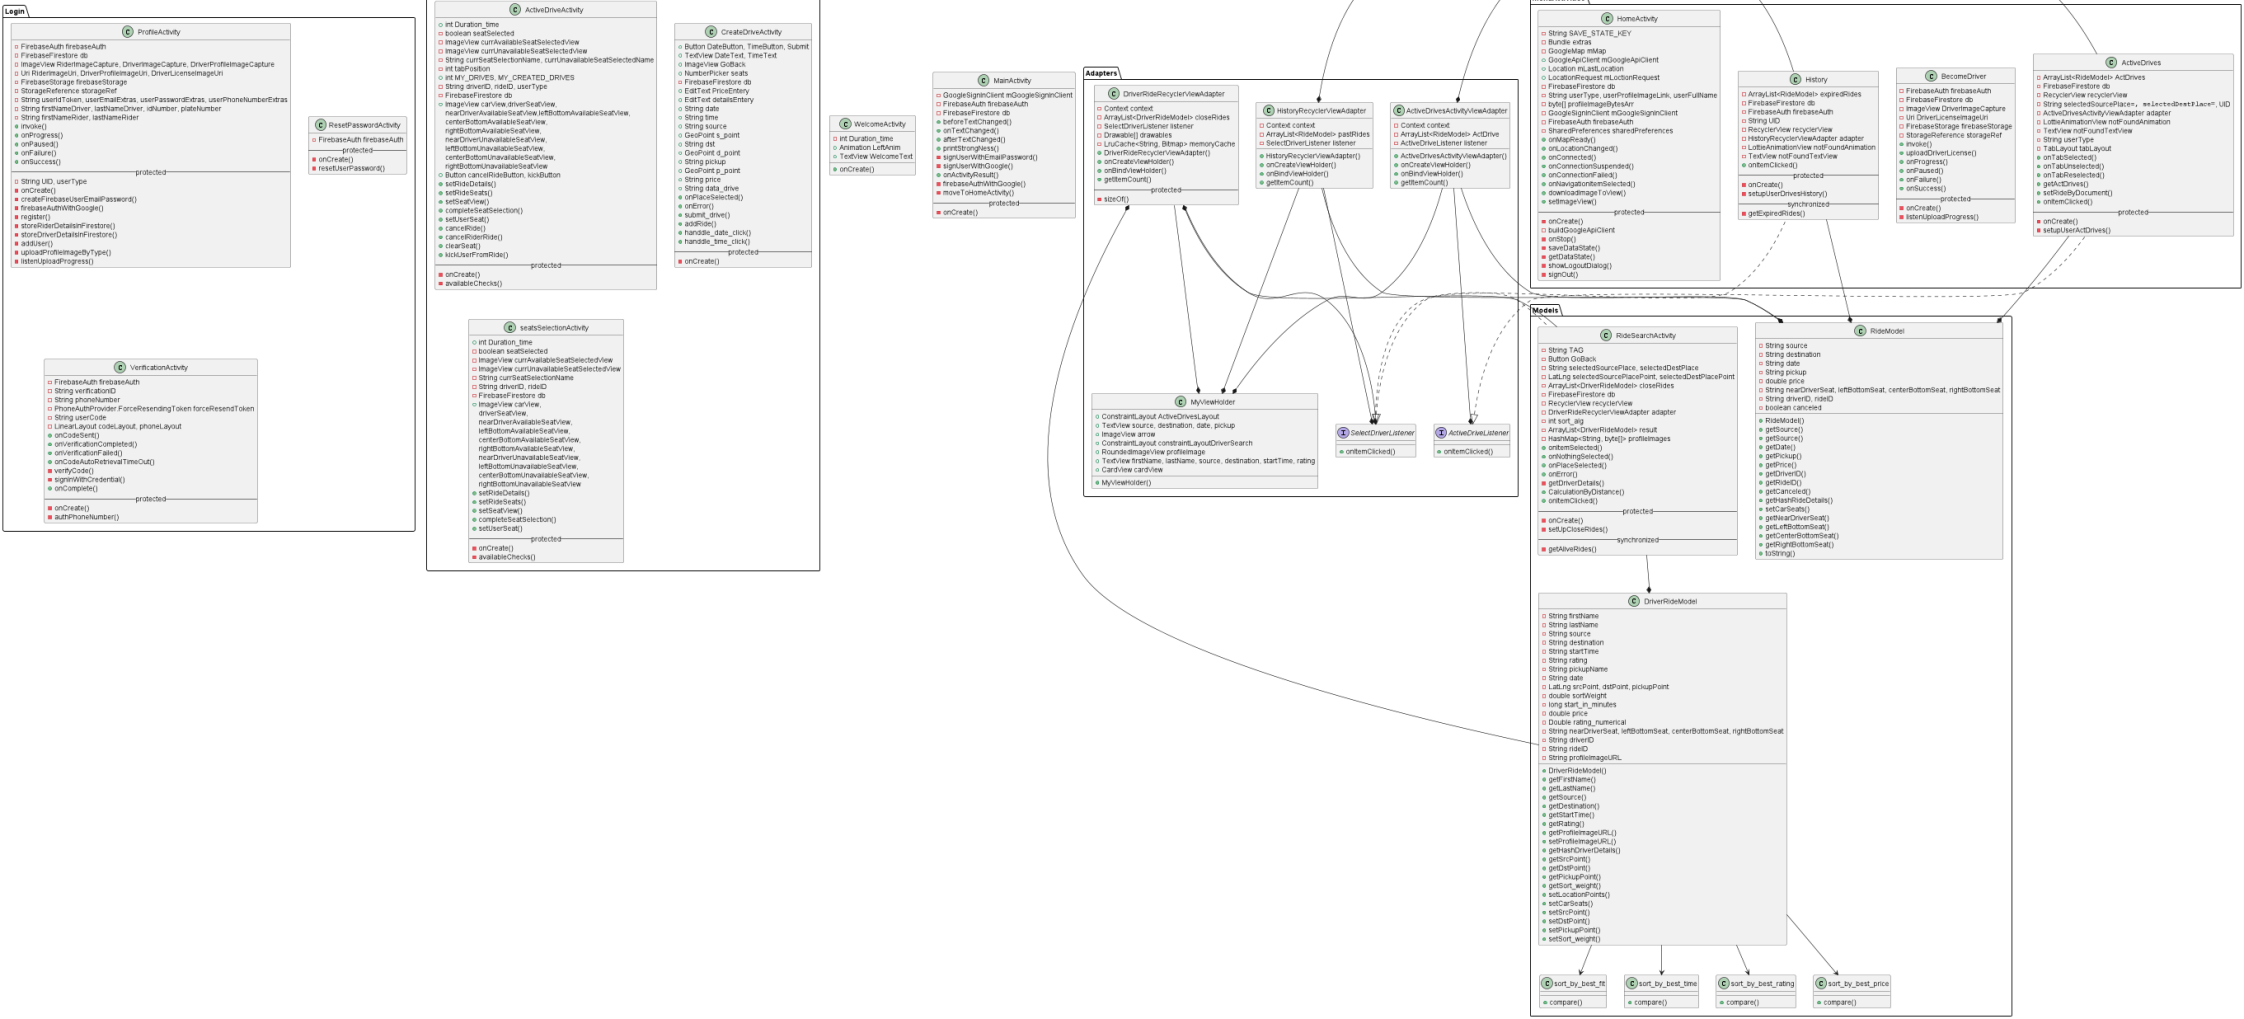 Login
C ProfileActivity
FirebaseAuth firebaseAuth
FirebaseFirestore db
ImageView RiderImageCapture, DriverImageCapture, DriverProfileImageCapture
Uri RiderImageUri, DriverProfileImageUri, DriverLicenseImageUri
FirebaseStorage firebaseStorage
StorageReference storageRef
String userIdToken, userEmailExtras, userPasswordExtras, userPhoneNumberExtras
String firstNameDriver, lastNameDriver, idNumber, plateNumber
String firstNameRider, lastNameRider
invoke()
onProgress()
onPaused()
onFailure()
onSuccess()
protected
String UID, userType
onCreate()
createFirebaseUserEmailPassword()
firebaseAuthWithGoogle()
register()
storeRiderDetailsInFirestore()
storeDriverDetailsInFirestore()
addUser()
uploadProfileImageByType()
listenUploadProgress()
C ResetPasswordActivity
FirebaseAuth firebaseAuth
protected
onCreate()
resetUserPassword()
C VerificationActivity
FirebaseAuth firebaseAuth
String verificationID
String phoneNumber
PhoneAuthProvider.ForceResendingToken forceResendToken
String userCode
LinearLayout codeLayout, phoneLayout
onCodeSent()
onVerificationCompleted()
onVerificationFailed()
onCodeAutoRetrievalTimeOut()
verifyCode()
signinWithCredential()
onComplete()
protected
onCreate()
authPhoneNumber()
C ActiveDriveActivity
int Duration_time
boolean seatSelected
ImageView currAvailableSeatSelectedView
ImageView currUnavailableSeatSelectedView
String currSeatSelectionName, currUnavailableSeatSelectedName
int tabPosition
int MY_DRIVES, MY_CREATED_DRIVES
String driverID, rideID, userType
FirebaseFirestore db
ImageView carView,driverSeatView,
nearDriverAvailableSeatView,leftBottomAvailableSeatView,
centerBottomAvailableSeatView,
rightBottomAvailableSeatView,
nearDriverUnavailableSeatView,
leftBottomUnavailableSeatView,
centerBottomUnavailableSeatView,
rightBottomUnavailableSeatView
Button cancelRideButton, kickButton
setRideDetails()
setRideSeats()
setSeatView()
completeSeatSelection()
setUserSeat()
cancelRide()
cancelRiderRide()
clearSeat()
kickUserFromRide()
protected
onCreate()
availableChecks()
C CreateDriveActivity
Button DateButton, TimeButton, Submit
TextView DateText, TimeText
ImageView GoBack
NumberPicker seats
FirebaseFirestore db
EditText PriceEntery
EditText detailsEntery
String date
String time
String source
GeoPoint s_point
String dst
GeoPoint d_point
String pickup
GeoPoint p_point
String price
String data_drive
onPlaceSelected()
onError()
submit_drive()
addRide()
handdle_date_click()
handdle_time_click()
protected
onCreate()
C seatsSelectionActivity
int Duration_time
boolean seatSelected
ImageView currAvailableSeatSelectedView
ImageView currUnavailableSeatSelectedView
String currSeatSelectionName
String driverID, rideID
FirebaseFirestore db
ImageView carView,
driverSeatView,
nearDriverAvailableSeatView,
leftBottomAvailableSeatView,
centerBottomAvailableSeatView,
rightBottomAvailableSeatView,
nearDriverUnavailableSeatView,
leftBottomUnavailableSeatView,
centerBottomUnavailableSeatView,
rightBottomUnavailableSeatView
setRideDetails()
setRideSeats()
setSeatView()
completeSeatSelection()
setUserSeat()
protected
onCreate()
availableChecks()
C WelcomeActivity
int Duration_time
Animation LeftAnim
TextView WelcomeText
onCreate()
C MainActivity
GoogleSignInClient mGoogleSignInClient
FirebaseAuth firebaseAuth
FirebaseFirestore db
beforeTextChanged()
onTextChanged()
afterTextChanged()
printStrongNess()
signUserWithEmailPassword()
signUserWithGoogle()
onActivityResult()
firebaseAuthWithGoogle()
moveToHomeActivity()
protected
onCreate()
Adapters
C DriverRideRecyclerViewAdapter
Context context
ArrayList<DriverRideModel> closeRides
SelectDriverListener listener
Drawable[] drawables
LruCache<String, Bitmap> memoryCache
DriverRideRecyclerViewAdapter()
onCreateViewHolder()
onBindViewHolder()
getItemCount()
protected
sizeOf()
C HistoryRecyclerViewAdapter
Context context
ArrayList<RideModel> pastRides
SelectDriverListener listener
HistoryRecyclerViewAdapter()
onCreateViewHolder()
onBindViewHolder()
getItemCount()
C ActiveDrivesActivityViewAdapter
Context context
ArrayList<RideModel> ActDrive
ActiveDriveListener listener
ActiveDrivesActivityViewAdapter()
onCreateViewHolder()
onBindViewHolder()
getItemCount()
C MyViewHolder
ConstraintLayout ActiveDrivesLayout
TextView source, destination, date, pickup
ImageView arrow
ConstraintLayout constraintLayoutDriverSearch
RoundedImageView profileImage
TextView firstName, lastName, source, destination, startTime, rating
CardView cardView
MyViewHolder()
I SelectDriverListener
onItemClicked()
I ActiveDriveListener
onItemClicked()
C HomeActivity
String SAVE_STATE_KEY
Bundle extras
GoogleMap mMap
GoogleApiClient mGoogleApiClient
Location mLastLocation
LocationRequest mLoctionRequest
FirebaseFirestore db
String userType, userProfileImageLink, userFullName
byte[] profileImageBytesArr
GoogleSignInClient mGoogleSignInClient
FirebaseAuth firebaseAuth
SharedPreferences sharedPreferences
onMapReady()
onLocationChanged()
onConnected()
onConnectionSuspended()
onConnectionFailed()
onNavigationItemSelected()
downloadImageToView()
setImageView()
protected
onCreate()
buildGoogleApiClient
onStop()
saveDataState()
getDataState()
showLogoutDialog()
signOut()
C History
ArrayList<RideModel> expiredRides
FirebaseFirestore db
FirebaseAuth firebaseAuth
String UID
RecyclerView recyclerView
HistoryRecyclerViewAdapter adapter
LottieAnimationView notFoundAnimation
TextView notFoundTextView
onItemClicked()
protected
onCreate()
setupUserDrivesHistory()
synchronized
getExpiredRides()
C BecomeDriver
FirebaseAuth firebaseAuth
FirebaseFirestore db
ImageView DriverImageCapture
Uri DriverLicenseImageUri
FirebaseStorage firebaseStorage
StorageReference storageRef
invoke()
uploadDriverLicense()
onProgress()
onPaused()
onFailure()
onSuccess()
protected
onCreate()
listenUploadProgress()
C ActiveDrives
ArrayList<RideModel> ActDrives
FirebaseFirestore db
RecyclerView recyclerView
String selectedSourcePlace=, selectedDestPlace=, UID
ActiveDrivesActivityViewAdapter adapter
LottieAnimationView notFoundAnimation
TextView notFoundTextView
String userType
TabLayout tabLayout
onTabSelected()
onTabUnselected()
onTabReselected()
getActDrives()
setRideByDocument()
onItemClicked()
protected
onCreate()
setupUserActDrives()
Models
C RideSearchActivity
String TAG
Button GoBack
String selectedSourcePlace, selectedDestPlace
LatLng selectedSourcePlacePoint, selectedDestPlacePoint
ArrayList<DriverRideModel> closeRides
FirebaseFirestore db
RecyclerView recyclerView
DriverRideRecyclerViewAdapter adapter
int sort_alg
ArrayList<DriverRideModel> result
HashMap<String, byte[]> profileImages
onItemSelected()
onNothingSelected()
onPlaceSelected()
onError()
getDriverDetails()
CalculationByDistance()
onItemClicked()
protected
onCreate()
setUpCloseRides()
synchronized
getAliveRides()
C RideModel
String source
String destination
String date
String pickup
double price
String nearDriverSeat, leftBottomSeat, centerBottomSeat, rightBottomSeat
String driverID, rideID
boolean canceled
RideModel()
getSource()
getSource()
getDate()
getPickup()
getPrice()
getDriverID()
getRideID()
getCanceled()
getHashRideDetails()
setCarSeats()
getNearDriverSeat()
getLeftBottomSeat()
getCenterBottomSeat()
getRightBottomSeat()
toString()
C DriverRideModel
String firstName
String lastName
String source
String destination
String startTime
String rating
String pickupName
String date
LatLng srcPoint, dstPoint, pickupPoint
double sortWeight
long start_in_minutes
double price
Double rating_numerical
String nearDriverSeat, leftBottomSeat, centerBottomSeat, rightBottomSeat
String driverID
String rideID
String profileImageURL
DriverRideModel()
getFirstName()
getLastName()
getSource()
getDestination()
getStartTime()
getRating()
getProfileImageURL()
setProfileImageURL()
getHashDriverDetails()
getSrcPoint()
getDstPoint()
getPickupPoint()
getSort_weight()
setLocationPoints()
setCarSeats()
setSrcPoint()
setDstPoint()
setPickupPoint()
setSort_weight()
C sort_by_best_fit
compare()
C sort_by_best_time
compare()
C sort_by_best_rating
compare()
C sort_by_best_price
compare()